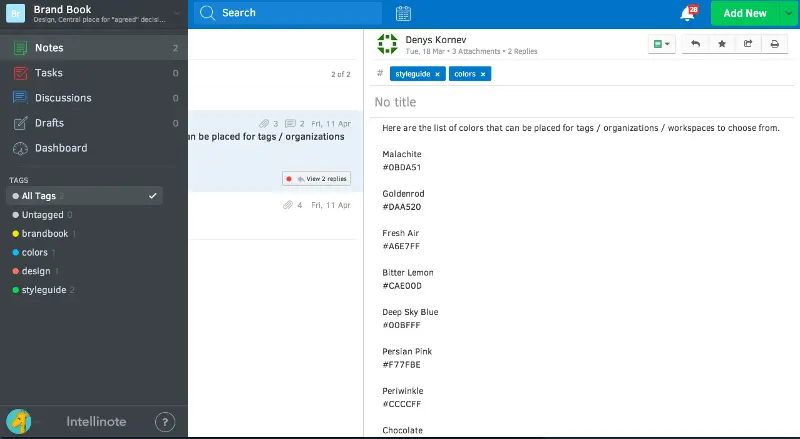 Br
Brand Book
Design, Central place for "agreed" decisi...
Search
28
Add New
Notes 2
Tasks 0
Discussions 0
Drafts 0
Dashboard
TAGS
All Tags 2
Untagged 0
brandbook 1
colors 1
design 1
styleguide 2
Intellinote
?
2 of 2
3 2 Fri, 11 Apr
n be placed for tags / organizations
View 2 replies
4 Fri, 11 Apr
Denys Kornev
Tue, 18 Mar • 3 Attachments • 2 Replies
# styleguide × colors ×
No title
Here are the list of colors that can be placed for tags / organizations / workspaces to choose from.
Malachite
#0BDA51
Goldenrod
#DAA520
Fresh Air
#A6E7FF
Bitter Lemon
#CAE00D
Deep Sky Blue
#00BFFF
Persian Pink
#F77FBE
Periwinkle
#CCCCFF
Chocolate